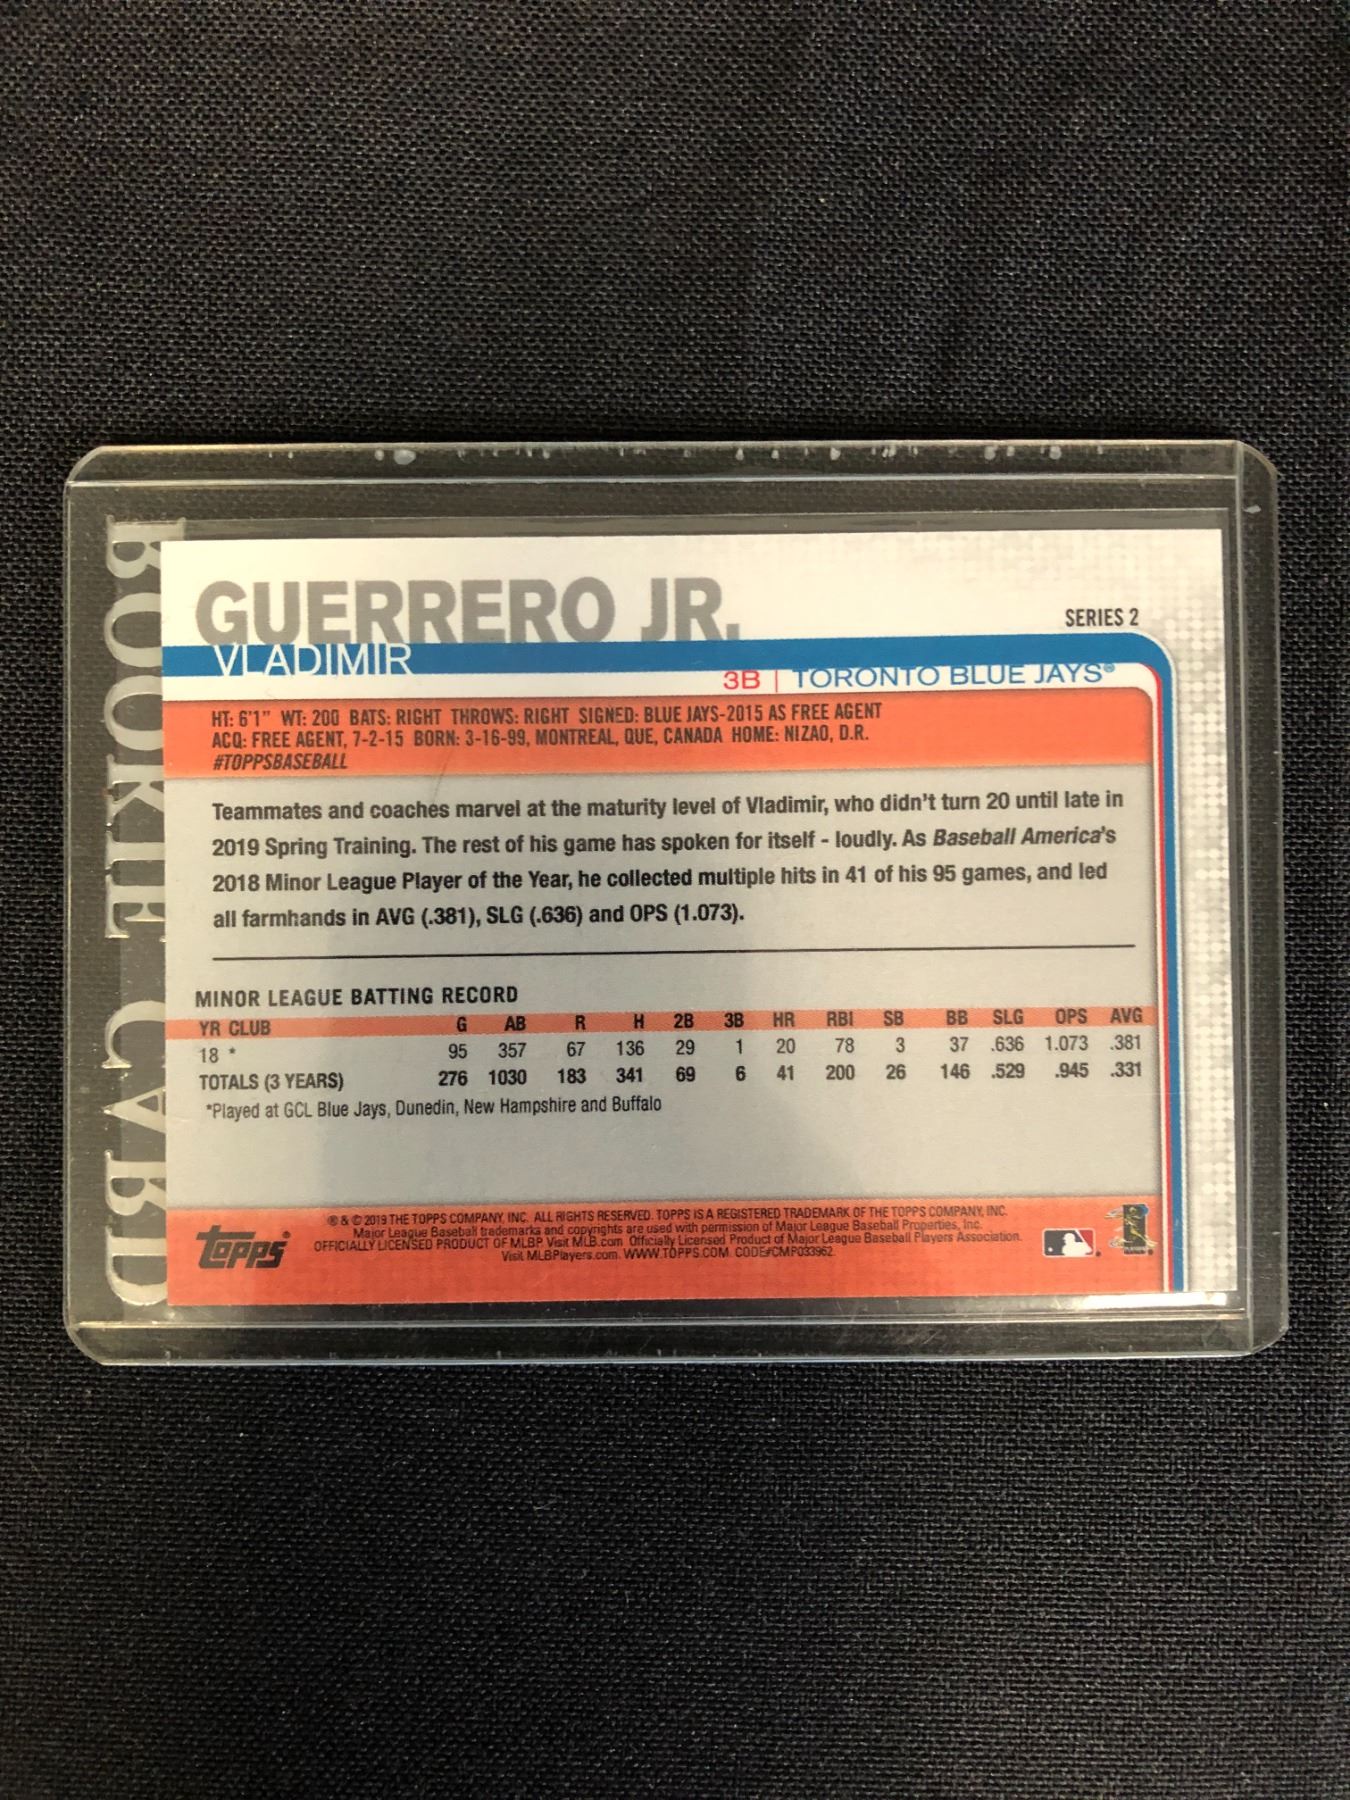 ROOKIE CARD
GUERRERO JR.
SERIES 2
VLADIMIR
3B | TORONTO BLUE JAYS®
HT: 6'1" WT: 200 BATS: RIGHT THROWS: RIGHT SIGNED: BLUE JAYS-2015 AS FREE AGENT
ACQ: FREE AGENT, 7-2-15 BORN: 3-16-99, MONTREAL, QUE, CANADA HOME: NIZAO, D.R.
#TOPPSBASEBALL
Teammates and coaches marvel at the maturity level of Vladimir, who didn't turn 20 until late in
2019 Spring Training. The rest of his game has spoken for itself - loudly. As Baseball America's
2018 Minor League Player of the Year, he collected multiple hits in 41 of his 95 games, and led
all farmhands in AVG (.381), SLG (.636) and OPS (1.073).
MINOR LEAGUE BATTING RECORD
YR CLUB G AB R H 2B 3B HR RBI SB BB SLG OPS AVG
18 * 95 357 67 136 29 1 20 78 3 37 .636 1.073 .381
TOTALS (3 YEARS) 276 1030 183 341 69 6 41 200 26 146 .529 .945 .331
*Played at GCL Blue Jays, Dunedin, New Hampshire and Buffalo
topps®
® & © 2019 THE TOPPS COMPANY, INC. ALL RIGHTS RESERVED. TOPPS IS A REGISTERED TRADEMARK OF THE TOPPS COMPANY, INC.
Major League Baseball trademarks and copyrights are used with permission of Major League Baseball Properties, Inc.
OFFICIALLY LICENSED PRODUCT OF MLBP Visit MLB.com Officially Licensed Product of Major League Baseball Players Association.
Visit MLBPlayers.com. WWW.TOPPS.COM. CODE#CMP033962